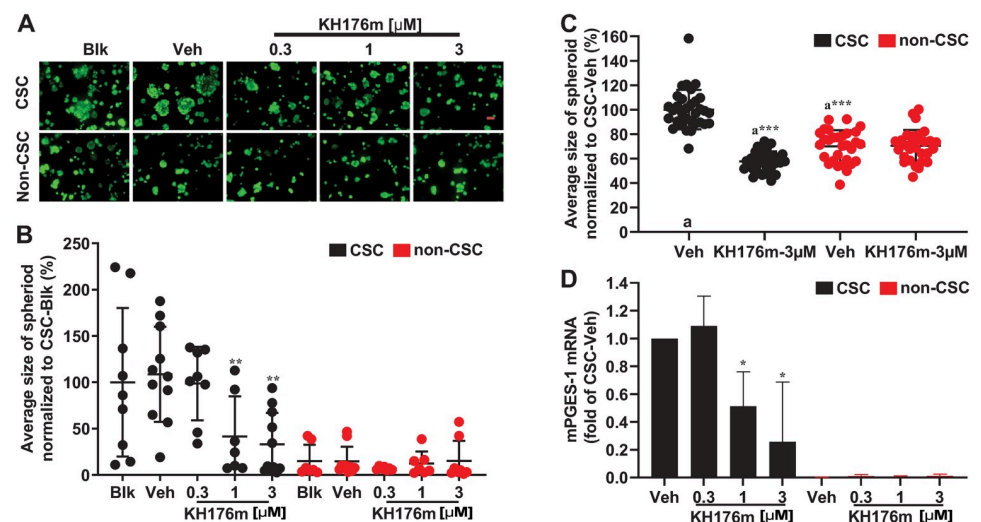 A
KH176m [µM]
Blk Veh 0.3 1 3
CSC
Non-CSC
B
CSC non-CSC
Average size of spheriod
normalized to CSC-Blk (%)
250
200
150
100
50
0
Blk Veh 0.3 1 3 Blk Veh 0.3 1 3
KH176m [µM] KH176m [µM]
** **
C
CSC non-CSC
Average size of spheroid
normalized to CSC-Veh (%)
160
140
120
100
80
60
40
20
0
a*** a***
a
Veh KH176m-3µM Veh KH176m-3µM
D
CSC non-CSC
mPGES-1 mRNA
(fold of CSC-Veh)
1.4
1.2
1.0
0.8
0.6
0.4
0.2
0.0
* *
Veh 0.3 1 3 Veh 0.3 1 3
KH176m [µM] KH176m [µM]